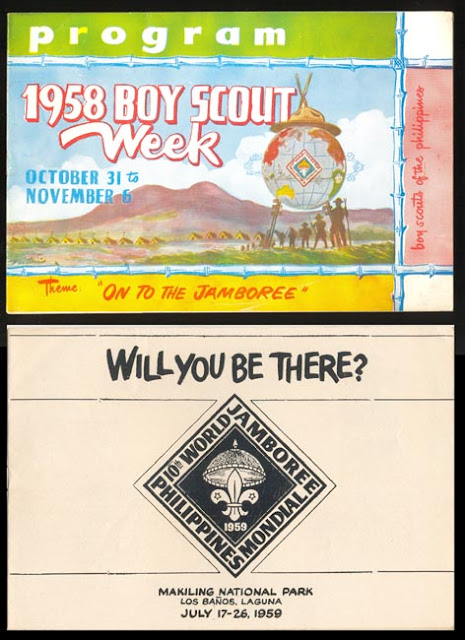 program
1958 BOY SCOUT
Week
OCTOBER 31 to
NOVEMBER 6
boy scouts of the philippines
Theme: "ON TO THE JAMBOREE"
WILL YOU BE THERE?
10TH WORLD
JAMBOREE
PHILIPPINES
MONDIALE
1959
MAKILING NATIONAL PARK
LOS BAÑOS, LAGUNA
JULY 17-26, 1959